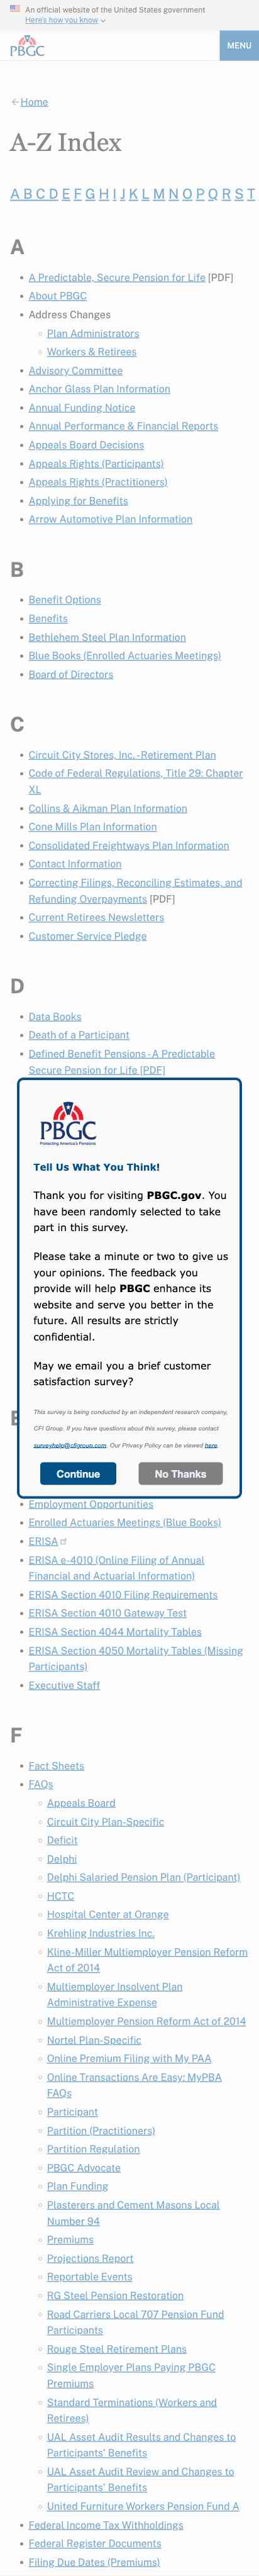 An official website of the United States government
Here's how you know
PBGC
MENU
Home
A-Z Index
A B C D E F G H I J K L M N O P Q R S T
A
A Predictable, Secure Pension for Life [PDF]
About PBGC
Address Changes
Plan Administrators
Workers & Retirees
Advisory Committee
Anchor Glass Plan Information
Annual Funding Notice
Annual Performance & Financial Reports
Appeals Board Decisions
Appeals Rights (Participants)
Appeals Rights (Practitioners)
Applying for Benefits
Arrow Automotive Plan Information
B
Benefit Options
Benefits
Bethlehem Steel Plan Information
Blue Books (Enrolled Actuaries Meetings)
Board of Directors
C
Circuit City Stores, Inc. - Retirement Plan
Code of Federal Regulations, Title 29: Chapter
XL
Collins & Aikman Plan Information
Cone Mills Plan Information
Consolidated Freightways Plan Information
Contact Information
Correcting Filings, Reconciling Estimates, and
Refunding Overpayments [PDF]
Current Retirees Newsletters
Customer Service Pledge
D
Data Books
Death of a Participant
Defined Benefit Pensions - A Predictable
Secure Pension for Life [PDF]
PBGC
Protecting America's Pensions
Tell Us What You Think!
Thank you for visiting PBGC.gov. You
have been randomly selected to take
part in this survey.
Please take a minute or two to give us
your opinions. The feedback you
provide will help PBGC enhance its
website and serve you better in the
future. All results are strictly
confidential.
May we email you a brief customer
satisfaction survey?
This survey is being conducted by an independent research company,
CFI Group. If you have questions about this survey, please contact
surveyhelp@cfigroup.com. Our Privacy Policy can be viewed here.
Continue
No Thanks
E
Employment Opportunities
Enrolled Actuaries Meetings (Blue Books)
ERISA
ERISA e-4010 (Online Filing of Annual
Financial and Actuarial Information)
ERISA Section 4010 Filing Requirements
ERISA Section 4010 Gateway Test
ERISA Section 4044 Mortality Tables
ERISA Section 4050 Mortality Tables (Missing
Participants)
Executive Staff
F
Fact Sheets
FAQs
Appeals Board
Circuit City Plan-Specific
Deficit
Delphi
Delphi Salaried Pension Plan (Participant)
HCTC
Hospital Center at Orange
Krehling Industries Inc.
Kline-Miller Multiemployer Pension Reform
Act of 2014
Multiemployer Insolvent Plan
Administrative Expense
Multiemployer Pension Reform Act of 2014
Nortel Plan-Specific
Online Premium Filing with My PAA
Online Transactions Are Easy: MyPBA
FAQs
Participant
Partition (Practitioners)
Partition Regulation
PBGC Advocate
Plan Funding
Plasterers and Cement Masons Local
Number 94
Premiums
Projections Report
Reportable Events
RG Steel Pension Restoration
Road Carriers Local 707 Pension Fund
Participants
Rouge Steel Retirement Plans
Single Employer Plans Paying PBGC
Premiums
Standard Terminations (Workers and
Retirees)
UAL Asset Audit Results and Changes to
Participants' Benefits
UAL Asset Audit Review and Changes to
Participants' Benefits
United Furniture Workers Pension Fund A
Federal Income Tax Withholdings
Federal Register Documents
Filing Due Dates (Premiums)